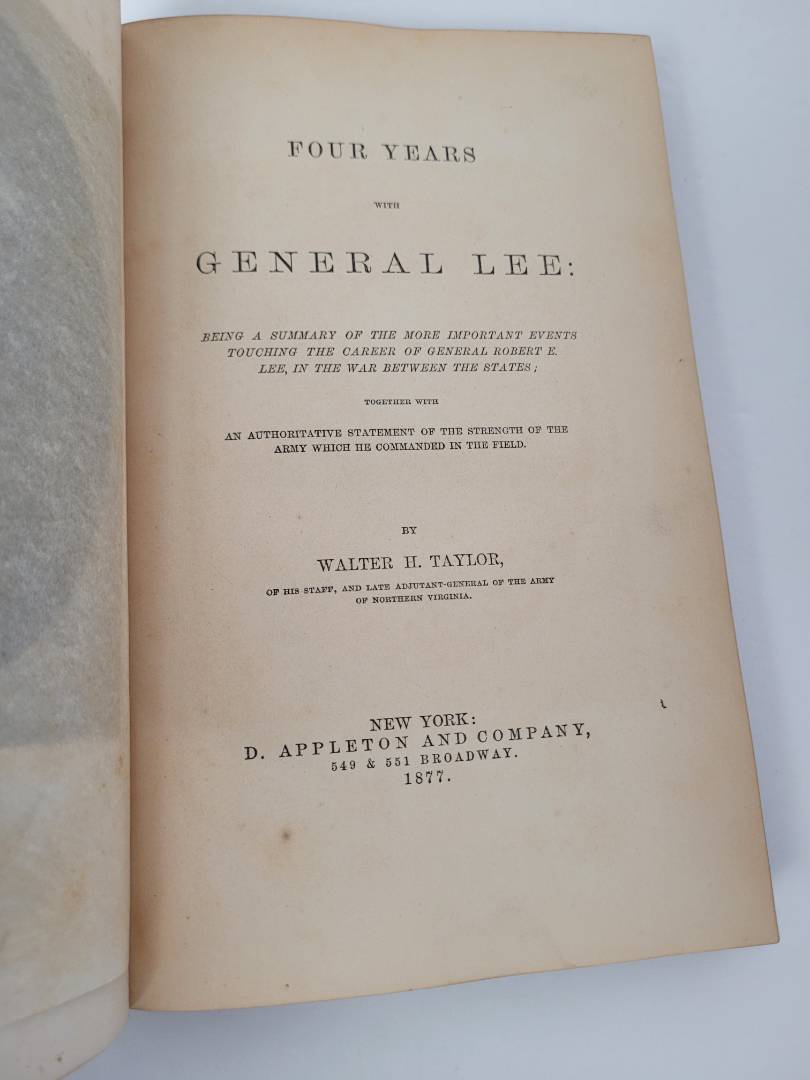 FOUR YEARS
WITH
GENERAL LEE:
BEING A SUMMARY OF THE MORE IMPORTANT EVENTS
TOUCHING THE CAREER OF GENERAL ROBERT E.
LEE, IN THE WAR BETWEEN THE STATES;
TOGETHER WITH
AN AUTHORITATIVE STATEMENT OF THE STRENGTH OF THE
ARMY WHICH HE COMMANDED IN THE FIELD.
BY
WALTER H. TAYLOR,
OF HIS STAFF, AND LATE ADJUTANT-GENERAL OF THE ARMY
OF NORTHERN VIRGINIA.
NEW YORK:
D. APPLETON AND COMPANY,
549 & 551 BROADWAY.
1877.